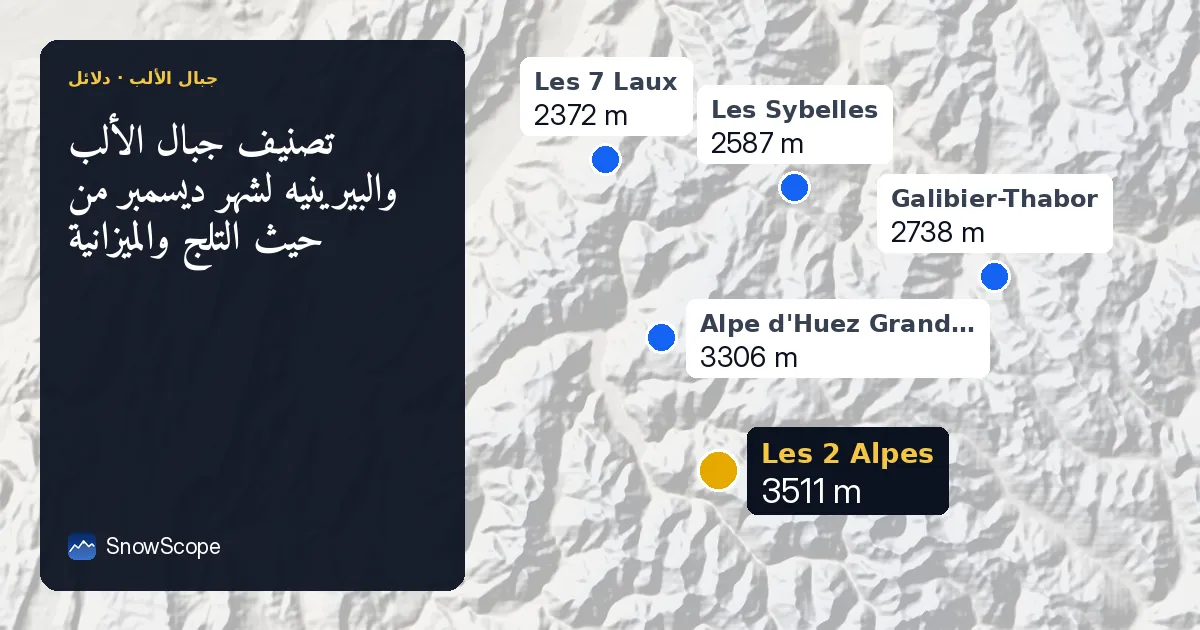 جبال الألب · دلائل
تصنيف جبال الألب
والبيرينيه لشهر ديسمبر من
حيث الثلج والميزانية
SnowScope
Les 7 Laux
2372 m
Les Sybelles
2587 m
Galibier-Thabor
2738 m
Alpe d'Huez Grand…
3306 m
Les 2 Alpes
3511 m